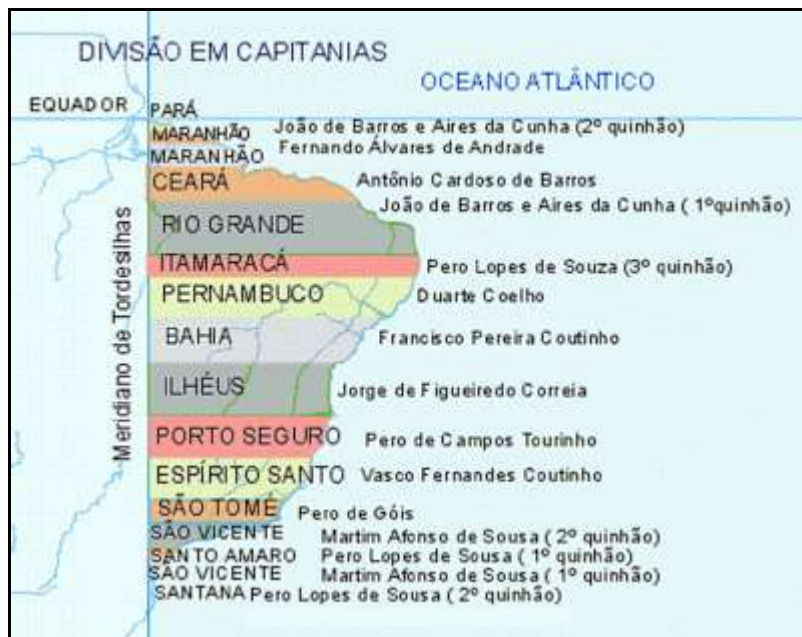 DIVISÃO EM CAPITANIAS
OCEANO ATLÂNTICO
EQUADOR
PARÁ
MARANHÃO João de Barros e Aires da Cunha (2º quinhão)
MARANHÃO Fernando Álvares de Andrade
CEARÁ Antônio Cardoso de Barros
João de Barros e Aires da Cunha ( 1ºquinhão)
RIO GRANDE
ITAMARACÁ Pero Lopes de Souza (3º quinhão)
PERNAMBUCO Duarte Coelho
Meridiano de Tordesilhas
BAHIA Francisco Pereira Coutinho
ILHÉUS Jorge de Figueiredo Correia
PORTO SEGURO Pero de Campos Tourinho
ESPÍRITO SANTO Vasco Fernandes Coutinho
SÃO TOMÉ Pero de Góis
SÃO VICENTE Martim Afonso de Sousa ( 2º quinhão)
SANTO AMARO Pero Lopes de Sousa ( 1º quinhão)
SÃO VICENTE Martim Afonso de Sousa ( 1º quinhão)
SANTANA Pero Lopes de Sousa ( 2º quinhão)